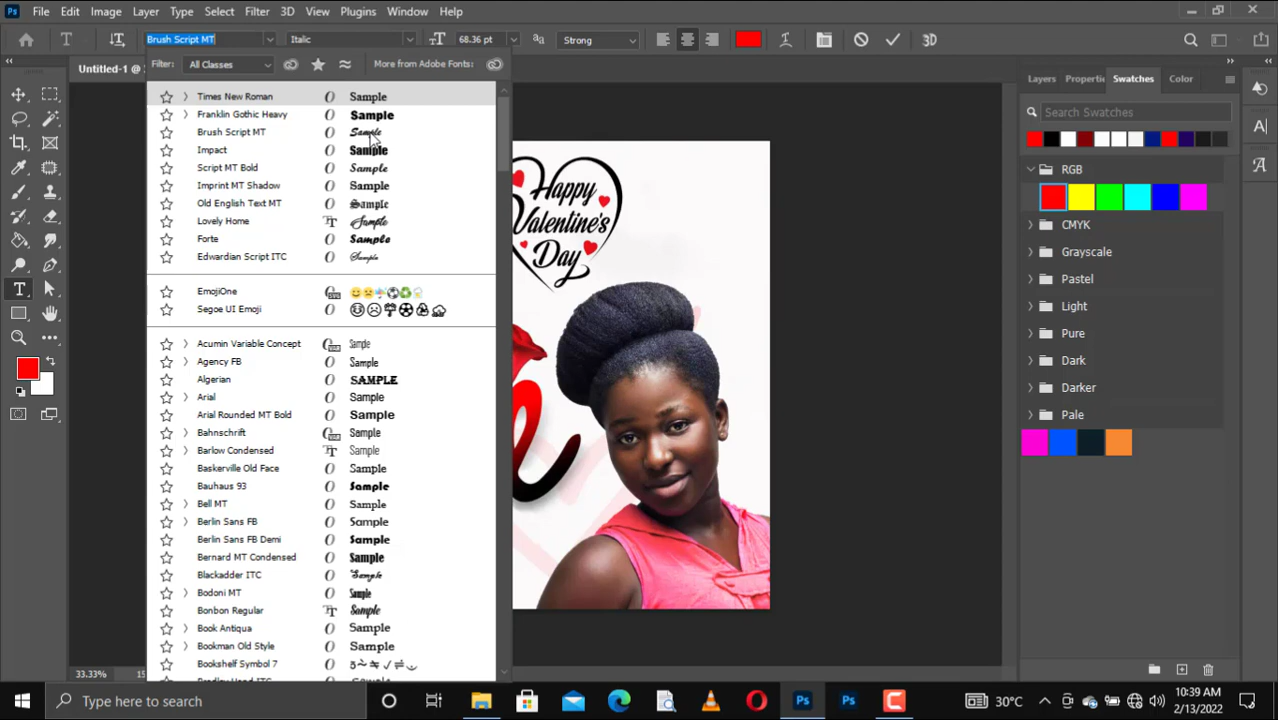 Ps File Edit Image Layer Type Select Filter 3D View Plugins Window Help
Brush Script MT Italic 68.36 pt aa Strong 3D
Filter: All Classes More from Adobe Fonts:
Untitled-1 @
Times New Roman Sample
Franklin Gothic Heavy Sample
Brush Script MT Sample
Impact Sample
Script MT Bold Sample
Imprint MT Shadow Sample
Old English Text MT Sample
Lovely Home Sample
Forte Sample
Edwardian Script ITC Sample
EmojiOne
Segoe UI Emoji
Acumin Variable Concept Sample
Agency FB Sample
Algerian SAMPLE
Arial Sample
Arial Rounded MT Bold Sample
Bahnschrift Sample
Barlow Condensed Sample
Baskerville Old Face Sample
Bauhaus 93 Sample
Bell MT Sample
Berlin Sans FB Sample
Berlin Sans FB Demi Sample
Bernard MT Condensed Sample
Blackadder ITC Sample
Bodoni MT Sample
Bonbon Regular Sample
Book Antiqua Sample
Bookman Old Style Sample
Bookshelf Symbol 7
Happy
Valentine's
Day
e
Layers Properti Swatches Color
Search Swatches
RGB
CMYK
Grayscale
Pastel
Light
Pure
Dark
Darker
Pale
33.33%
Type here to search
30°C
10:39 AM
2/13/2022